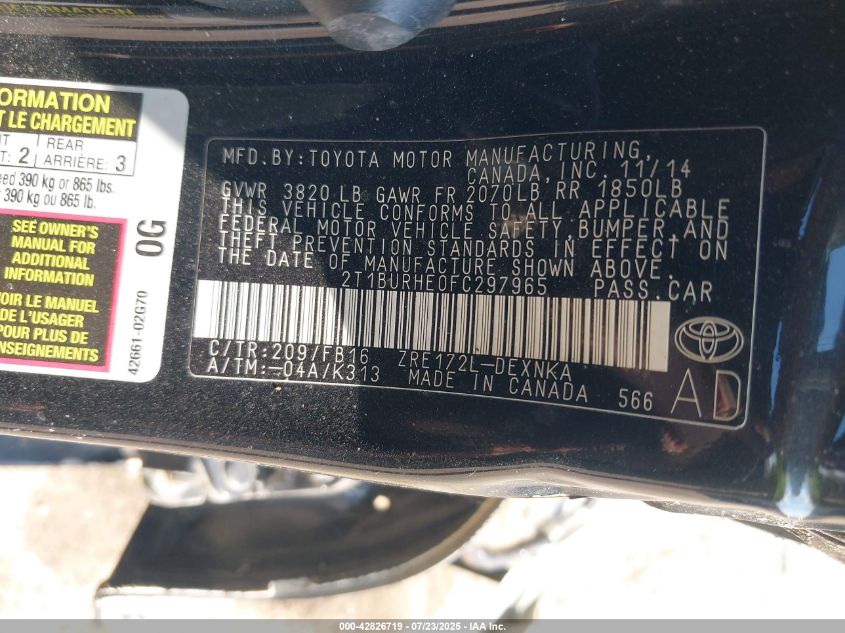 FORMATION
ORMATION
T LE CHARGEMENT
T: 2
REAR
ARRIÈRE: 3
eed 390 kg or 865 lbs.
390 kg ou 865 lb.
SEE OWNER'S
MANUAL FOR
ADDITIONAL
INFORMATION
OIR LE MANUEL
DE L'USAGER
POUR PLUS DE
NSEIGNEMENTS
0G
42661-02G70
MFD.BY:TOYOTA MOTOR MANUFACTURING,
CANADA, INC. 11/14
GVWR 3820 LB GAWR FR 2070LB RR 1850LB
THIS VEHICLE CONFORMS TO ALL APPLICABLE
FEDERAL MOTOR VEHICLE SAFETY,BUMPER,AND
THEFT PREVENTION STANDARDS IN EFFECT ON
THE DATE OF MANUFACTURE SHOWN ABOVE.
2T1BURHE0FC297965 PASS.CAR
C/TR:209/FB16 ZRE172L-DEXNKA
A/TM:-04A/K313 MADE IN CANADA 566
AD
000-42826719 - 07/23/2025 - IAA Inc.